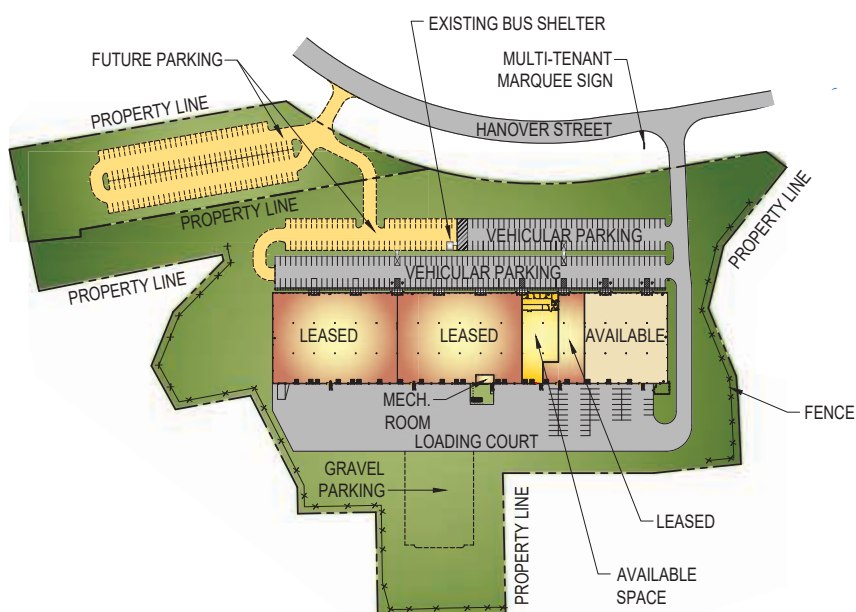 EXISTING BUS SHELTER
FUTURE PARKING
MULTI-TENANT
MARQUEE SIGN
PROPERTY LINE
HANOVER STREET
PROPERTY LINE
PROPERTY LINE
PROPERTY LINE
VEHICULAR PARKING
VEHICULAR PARKING
LEASED
LEASED
AVAILABLE
MECH.
ROOM
FENCE
LOADING COURT
GRAVEL
PARKING
PROPERTY LINE
LEASED
AVAILABLE
SPACE